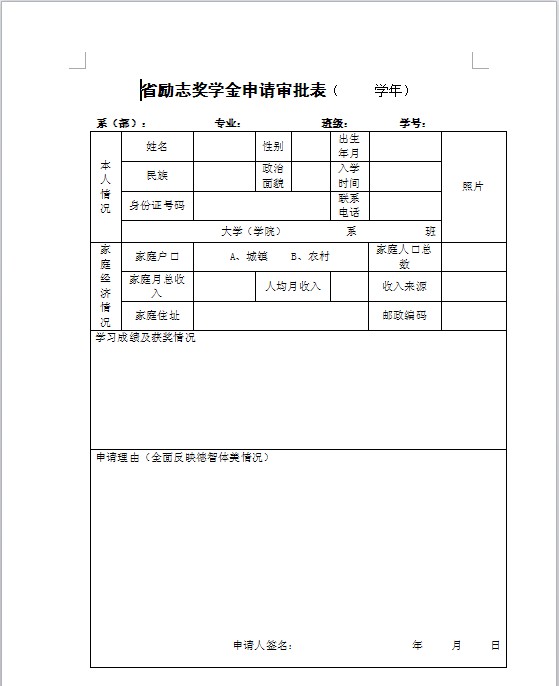 省励志奖学金申请审批表（　　学年）
系（部）：　　专业：　　班级：　　学号：
本人情况
姓名　性别　出生年月
照片
民族　政治面貌　入学时间
身份证号码　联系电话
大学（学院）　　系　　班
家庭经济情况
家庭户口　A、城镇　B、农村　家庭人口总数
家庭月总收入　人均月收入　收入来源
家庭住址　邮政编码
学习成绩及获奖情况
申请理由（全面反映德智体美情况）
申请人签名：　　年　月　日